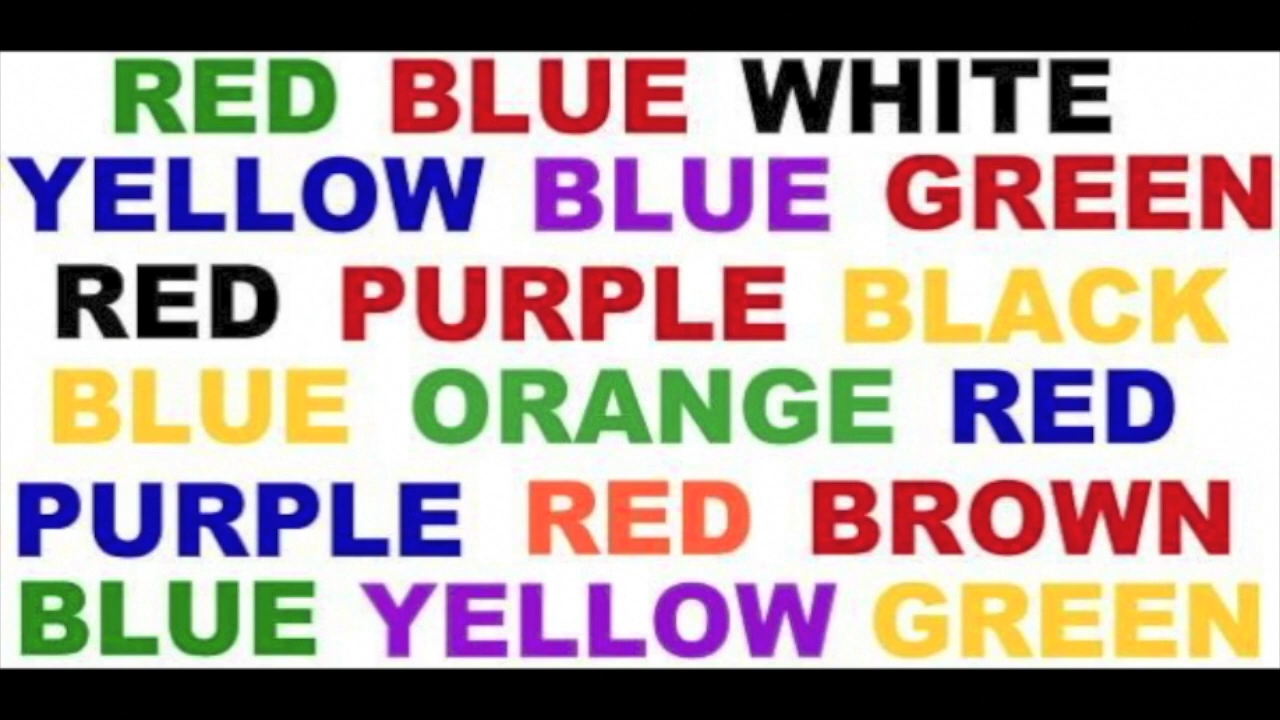 RED BLUE WHITE
YELLOW BLUE GREEN
RED PURPLE BLACK
BLUE ORANGE RED
PURPLE RED BROWN
BLUE YELLOW GREEN